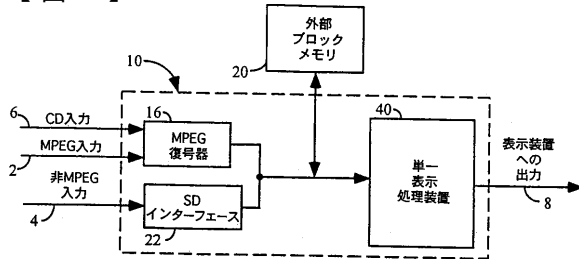 外部
ブロック
メモリ
20
10
6
CD入力
16
MPEG
復号器
2
MPEG入力
非MPEG
入力
4
SD
インターフェース
22
40
単一
表示
処理装置
表示装置
への
出力
8